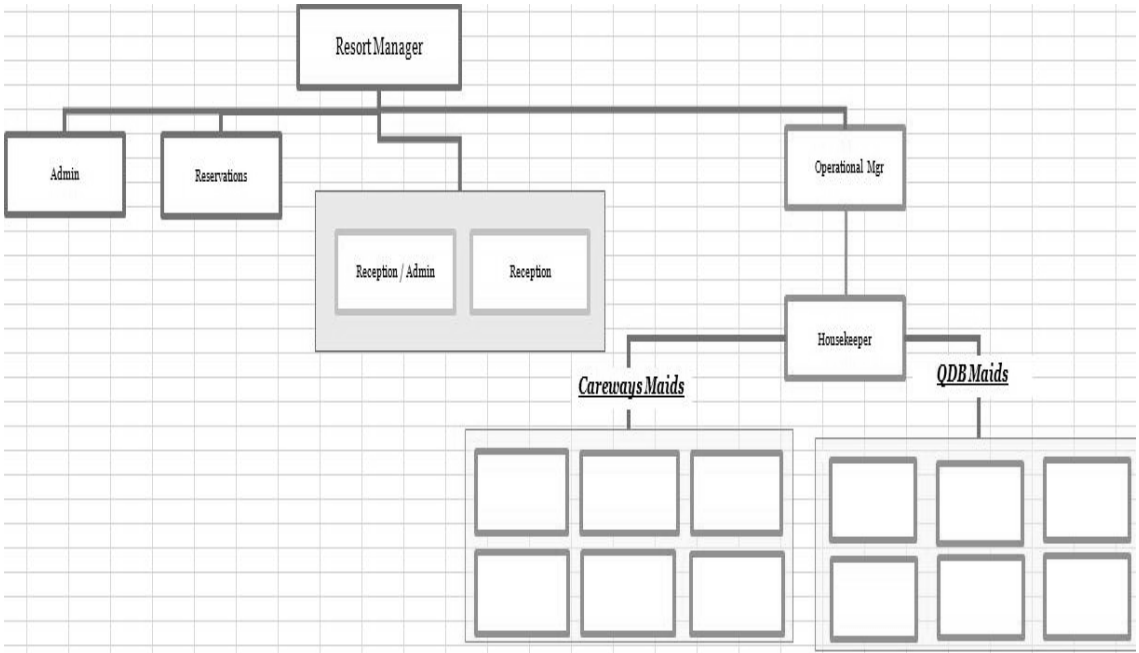 Resort Manager
Admin
Reservations
Operational Mgr
Reception / Admin
Reception
Housekeeper
Careways Maids
QDB Maids